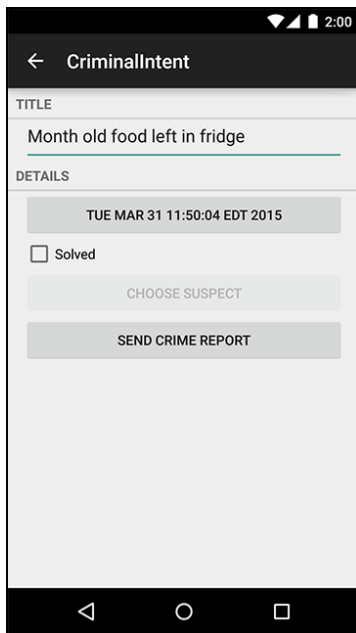 2:00
CriminalIntent
TITLE
Month old food left in fridge
DETAILS
TUE MAR 31 11:50:04 EDT 2015
Solved
CHOOSE SUSPECT
SEND CRIME REPORT